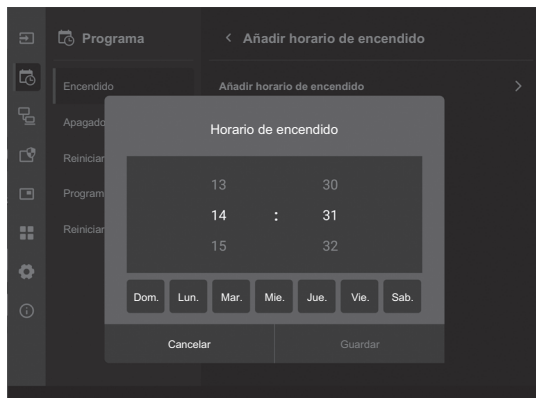 Programa
Añadir horario de encendido
Encendido
Añadir horario de encendido
Apagado
Reiniciar
Program
Reiniciar
Horario de encendido
13 30
14 : 31
15 32
Dom. Lun. Mar. Mie. Jue. Vie. Sab.
Cancelar Guardar